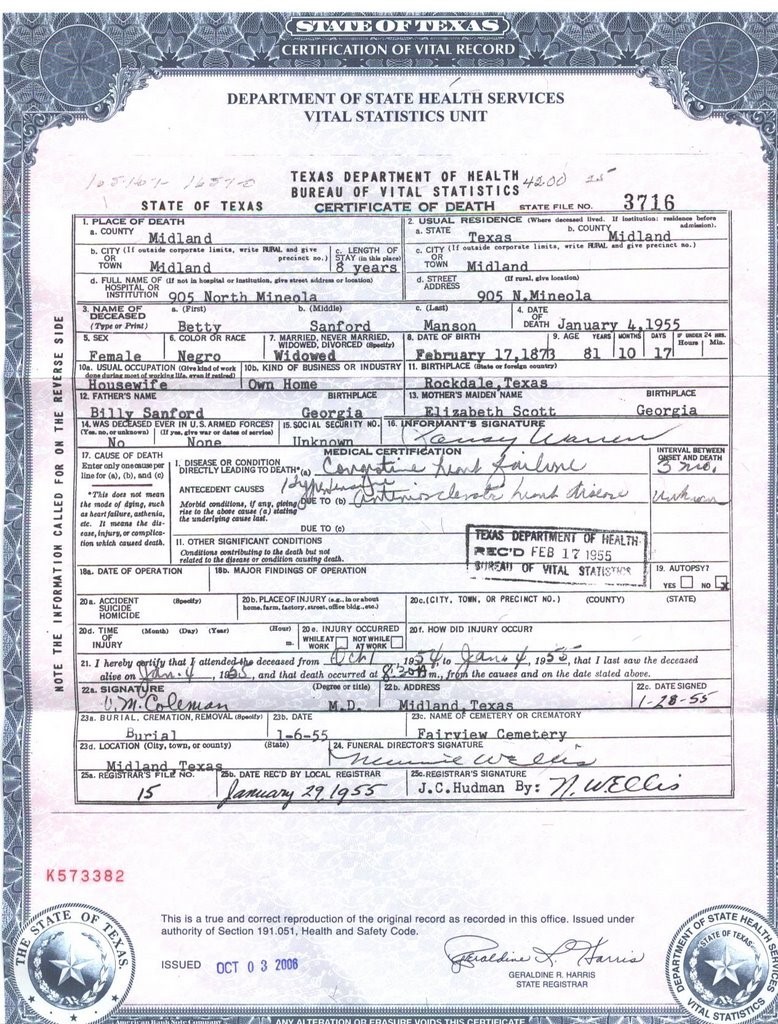 STATE OF TEXAS
CERTIFICATION OF VITAL RECORD
DEPARTMENT OF STATE HEALTH SERVICES
VITAL STATISTICS UNIT
TEXAS DEPARTMENT OF HEALTH 4200
BUREAU OF VITAL STATISTICS
STATE OF TEXAS CERTIFICATE OF DEATH STATE FILE NO. 3716
NOTE THE INFORMATION CALLED FOR ON THE REVERSE SIDE
1. PLACE OF DEATH
a. COUNTY Midland
2. USUAL RESIDENCE (Where deceased lived. If institution: residence before admission).
a. STATE Texas b. COUNTY Midland
b. CITY (If outside corporate limits, write RURAL and give precinct no.)
OR
TOWN Midland
c. LENGTH OF STAY (in this place) 8 years
c. CITY (If outside corporate limits, write RURAL and give precinct no.)
OR
TOWN Midland
d. FULL NAME OF (If not in hospital or institution, give street address or location)
HOSPITAL OR
INSTITUTION 905 North Mineola
d. STREET (If rural, give location)
ADDRESS 905 N.Mineola
3. NAME OF DECEASED (Type or Print)
a. (First) Betty b. (Middle) Sanford c. (Last) Manson
4. DATE OF DEATH January 4,1955
5. SEX Female
6. COLOR OR RACE Negro
7. MARRIED, NEVER MARRIED, WIDOWED, DIVORCED (Specify) Widowed
8. DATE OF BIRTH February 17,1873
9. AGE YEARS 81 MONTHS 10 DAYS 17 IF UNDER 24 HRS. Hours Min.
10a. USUAL OCCUPATION (Give kind of work done during most of working life, even if retired) Housewife
10b. KIND OF BUSINESS OR INDUSTRY Own Home
11. BIRTHPLACE (State or foreign country) Rockdale,Texas
12. FATHER'S NAME Billy Sanford BIRTHPLACE Georgia
13. MOTHER'S MAIDEN NAME Elizabeth Scott BIRTHPLACE Georgia
14. WAS DECEASED EVER IN U.S. ARMED FORCES?
(Yes, no, or unknown) No (If yes, give war or dates of service) None
15. SOCIAL SECURITY NO. Unknown
16. INFORMANT'S SIGNATURE
Warren
17. CAUSE OF DEATH
Enter only one cause per line for (a), (b), and (c)
*This does not mean the mode of dying, such as heart failure, asthenia, etc. It means the disease, injury, or complication which caused death.
MEDICAL CERTIFICATION
INTERVAL BETWEEN ONSET AND DEATH
I. DISEASE OR CONDITION
DIRECTLY LEADING TO DEATH* (a) Congestive heart failure 3 mo.
ANTECEDENT CAUSES Hypertensive
Morbid conditions, if any, giving rise to the above cause (a) stating the underlying cause last.
DUE TO (b) arteriosclerotic heart disease unknown
DUE TO (c)
II. OTHER SIGNIFICANT CONDITIONS
Conditions contributing to the death but not related to the disease or condition causing death.
TEXAS DEPARTMENT OF HEALTH
REC'D FEB 17 1955
BUREAU OF VITAL STATISTICS
18a. DATE OF OPERATION
18b. MAJOR FINDINGS OF OPERATION
19. AUTOPSY?
YES NO X
20a. ACCIDENT (Specify)
SUICIDE
HOMICIDE
20b. PLACE OF INJURY (e.g., in or about home, farm, factory, street, office bldg., etc.)
20c. (CITY, TOWN, OR PRECINCT NO.) (COUNTY) (STATE)
20d. TIME OF INJURY (Month) (Day) (Year) (Hour) m.
20e. INJURY OCCURRED
WHILE AT WORK NOT WHILE AT WORK
20f. HOW DID INJURY OCCUR?
21. I hereby certify that I attended the deceased from Oct 1 1954, to Jan. 4, 1955, that I last saw the deceased
alive on Jan. 4, 1955, and that death occurred at 8:30 m., from the causes and on the date stated above.
22a. SIGNATURE (Degree or title) M. Coleman M.D.
22b. ADDRESS Midland,Texas
22c. DATE SIGNED 1-28-55
23a. BURIAL, CREMATION, REMOVAL (Specify) Burial
23b. DATE 1-6-55
23c. NAME OF CEMETERY OR CREMATORY Fairview Cemetery
23d. LOCATION (City, town, or county) (State) Midland,Texas
24. FUNERAL DIRECTOR'S SIGNATURE
25a. REGISTRAR'S FILE NO. 15
25b. DATE REC'D BY LOCAL REGISTRAR January 29, 1955
25c. REGISTRAR'S SIGNATURE J.C.Hudman By: N. W. Ellis
K573382
This is a true and correct reproduction of the original record as recorded in this office. Issued under
authority of Section 191.051, Health and Safety Code.
ISSUED OCT 03 2006
Geraldine R. Harris
GERALDINE R. HARRIS
STATE REGISTRAR
THE STATE OF TEXAS
DEPARTMENT OF STATE HEALTH SERVICES
STATE OF TEXAS
VITAL STATISTICS
American Bank Note Company
ANY ALTERATION OR ERASURE VOIDS THIS CERTIFICATE